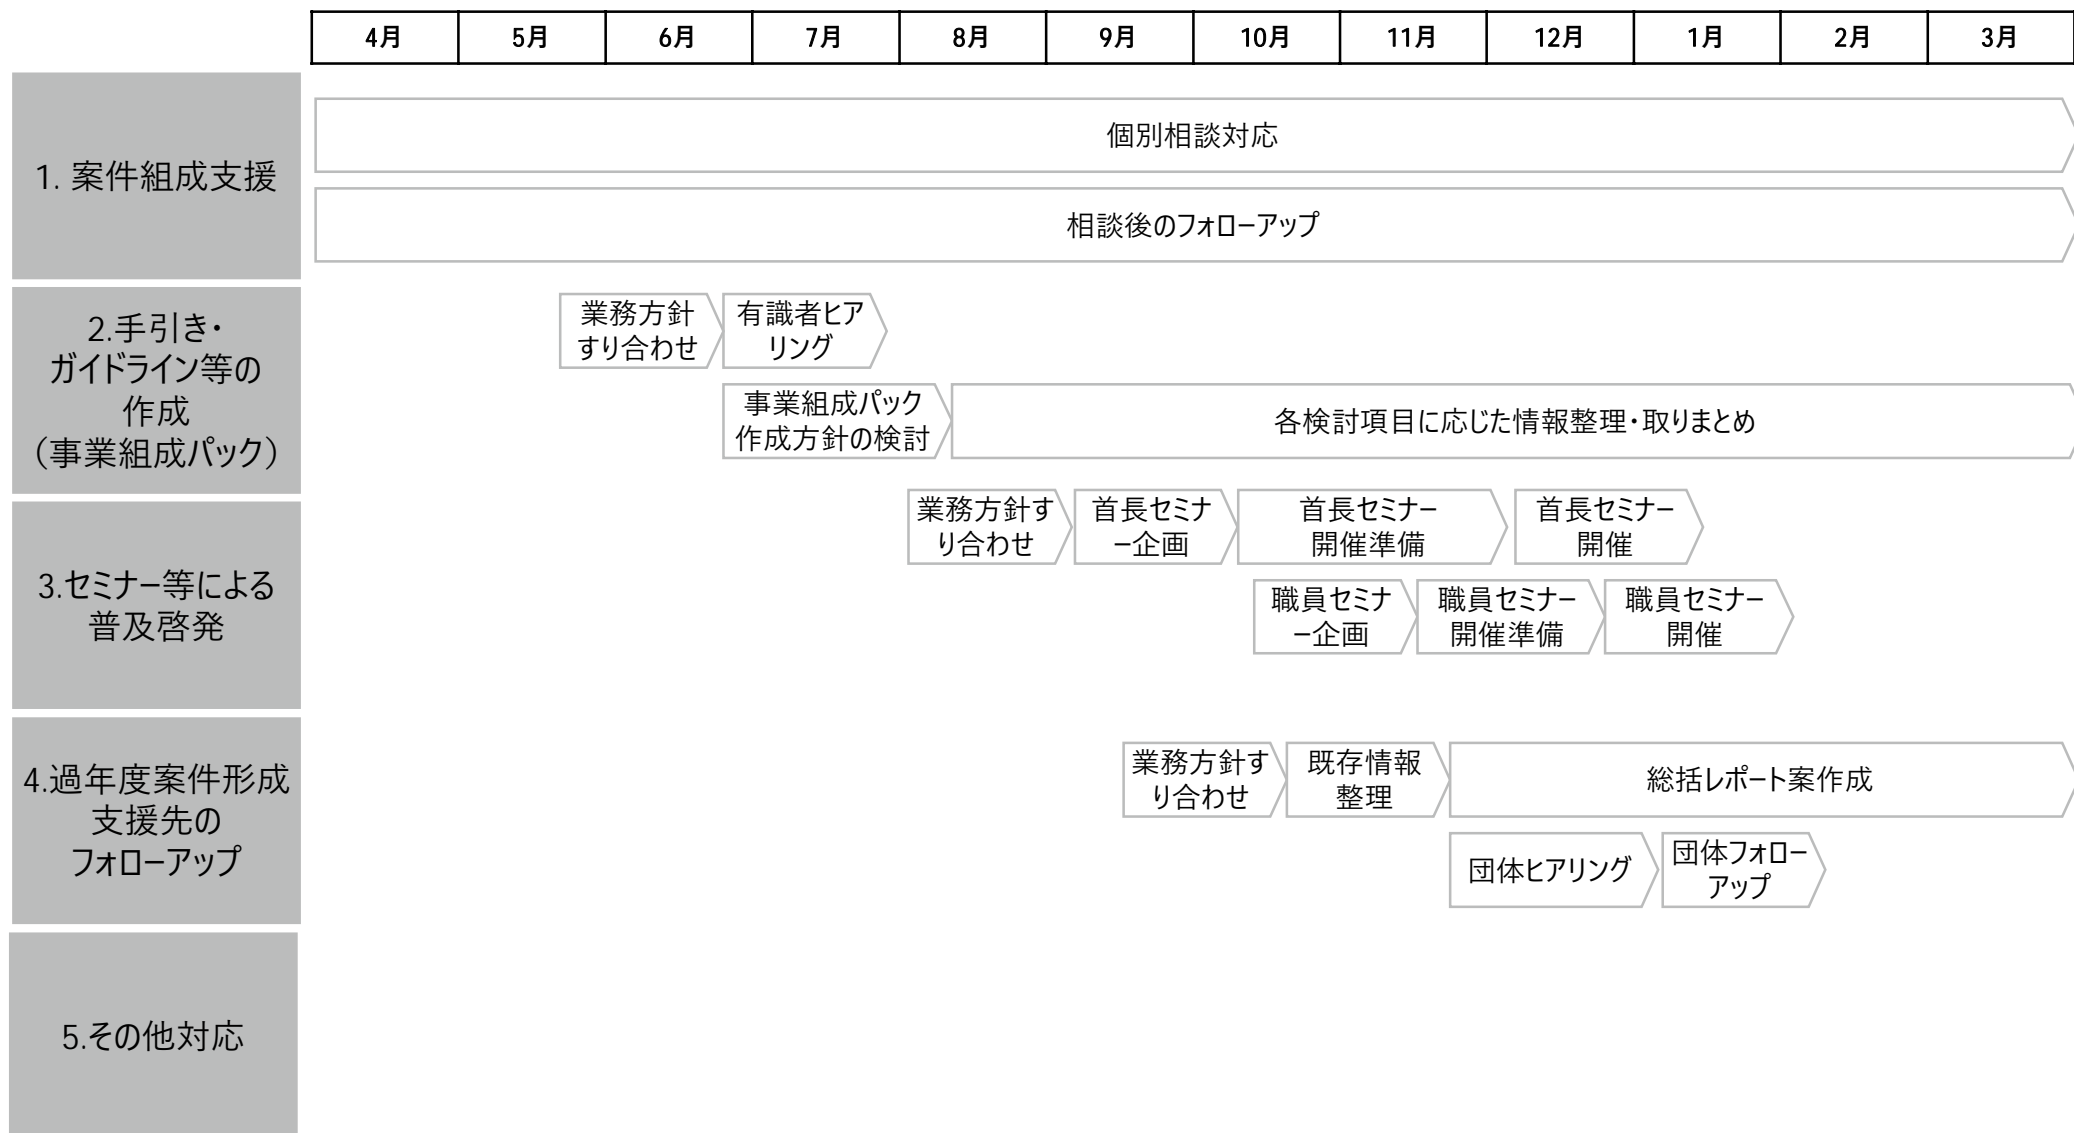 4月 5月 6月 7月 8月 9月 10月 11月 12月 1月 2月 3月
1. 案件組成支援
個別相談対応
相談後のフォローアップ
2.手引き・
ガイドライン等の
作成
（事業組成パック）
業務方針
すり合わせ
有識者ヒア
リング
事業組成パック
作成方針の検討
各検討項目に応じた情報整理・取りまとめ
3.セミナー等による
普及啓発
業務方針す
り合わせ
首長セミナ
ー企画
首長セミナー
開催準備
首長セミナー
開催
職員セミナ
ー企画
職員セミナー
開催準備
職員セミナー
開催
4.過年度案件形成
支援先の
フォローアップ
業務方針す
り合わせ
既存情報
整理
総括レポート案作成
団体ヒアリング
団体フォロー
アップ
5.その他対応